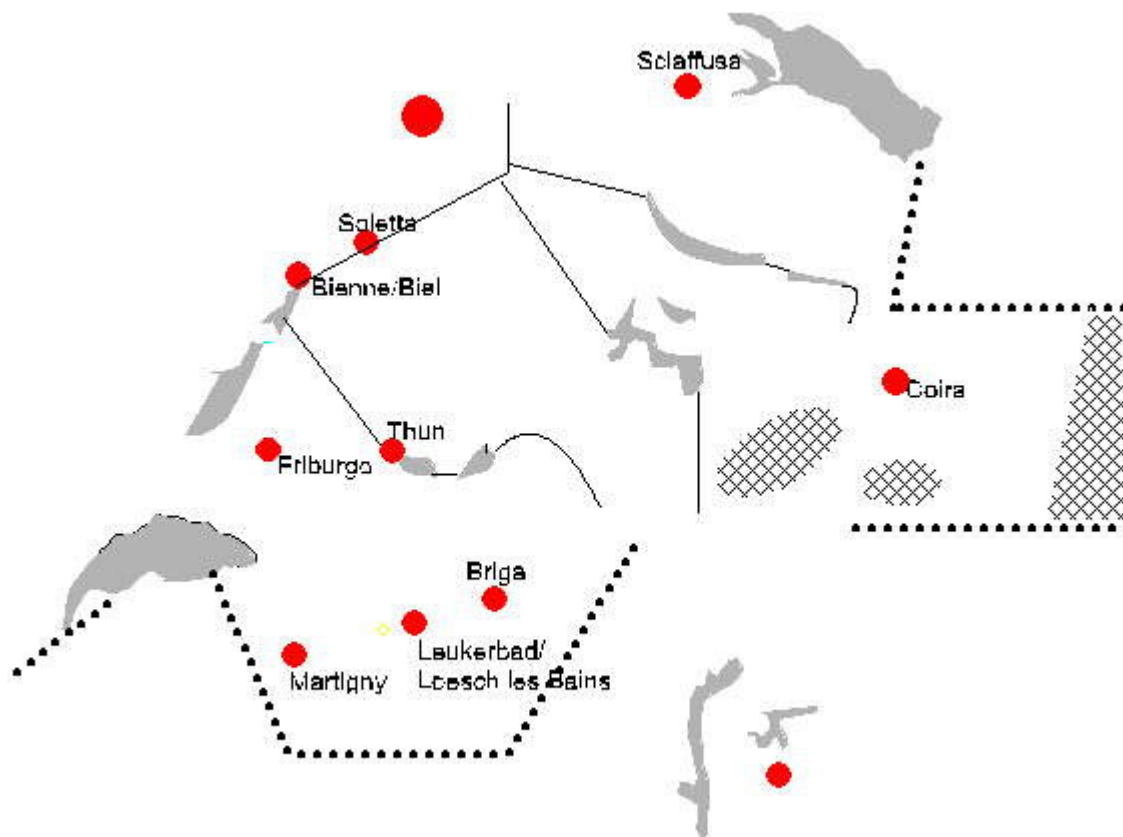 Sciaffusa
Soletta
Bienne/Biel
Coira
Thun
Friburgo
Briga
Leukerbad/
Loesch les Bains
Martigny